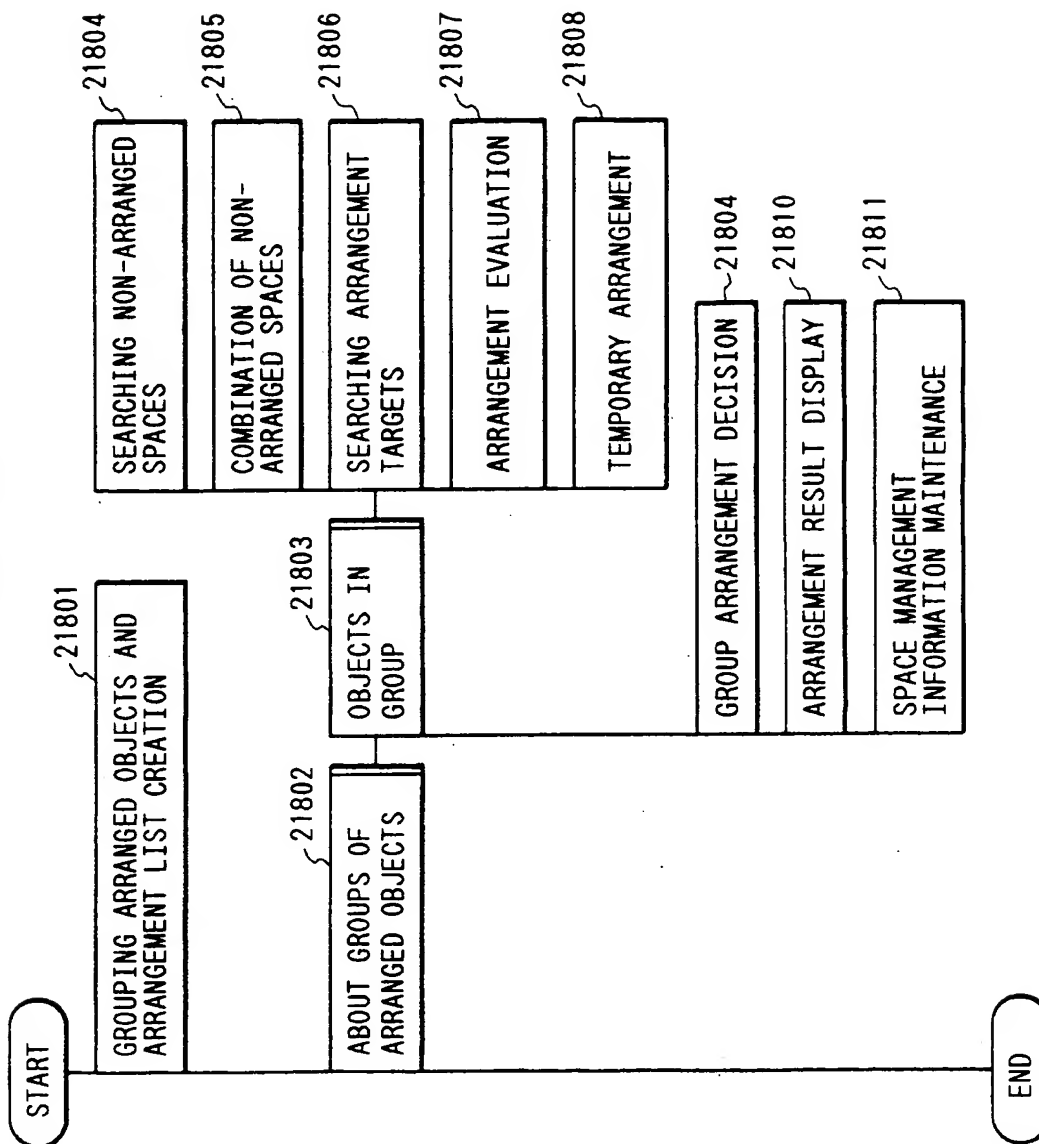 START
21801
GROUPING ARRANGED OBJECTS AND
ARRANGEMENT LIST CREATION
21802
ABOUT GROUPS OF
ARRANGED OBJECTS
21803
OBJECTS IN
GROUP
21804
SEARCHING NON-ARRANGED
SPACES
21805
COMBINATION OF NON-
ARRANGED SPACES
21806
SEARCHING ARRANGEMENT
TARGETS
21807
ARRANGEMENT EVALUATION
21808
TEMPORARY ARRANGEMENT
21804
GROUP ARRANGEMENT DECISION
21810
ARRANGEMENT RESULT DISPLAY
21811
SPACE MANAGEMENT
INFORMATION MAINTENANCE
END